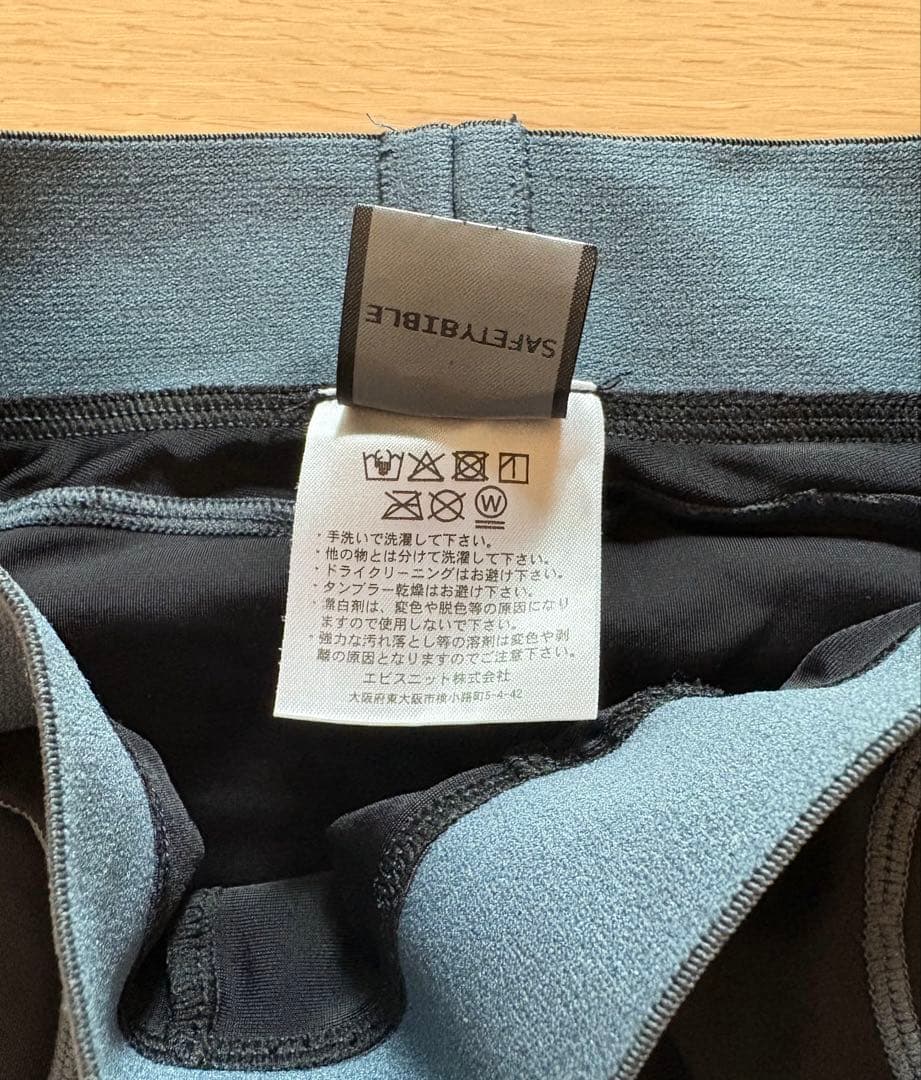 SAFETYBIBLE
W
・手洗いで洗濯して下さい。
・他の物とは分けて洗濯して下さい。
・ドライクリーニングはお避け下さい。
・タンブラー乾燥はお避け下さい。
・漂白剤は、変色や脱色等の原因になり
ますので使用しないで下さい。
・強力な汚れ落とし等の溶剤は変色や剥
離の原因となりますのでご注意下さい。
エビスニット株式会社
大阪府東大阪市横小路町5-4-42